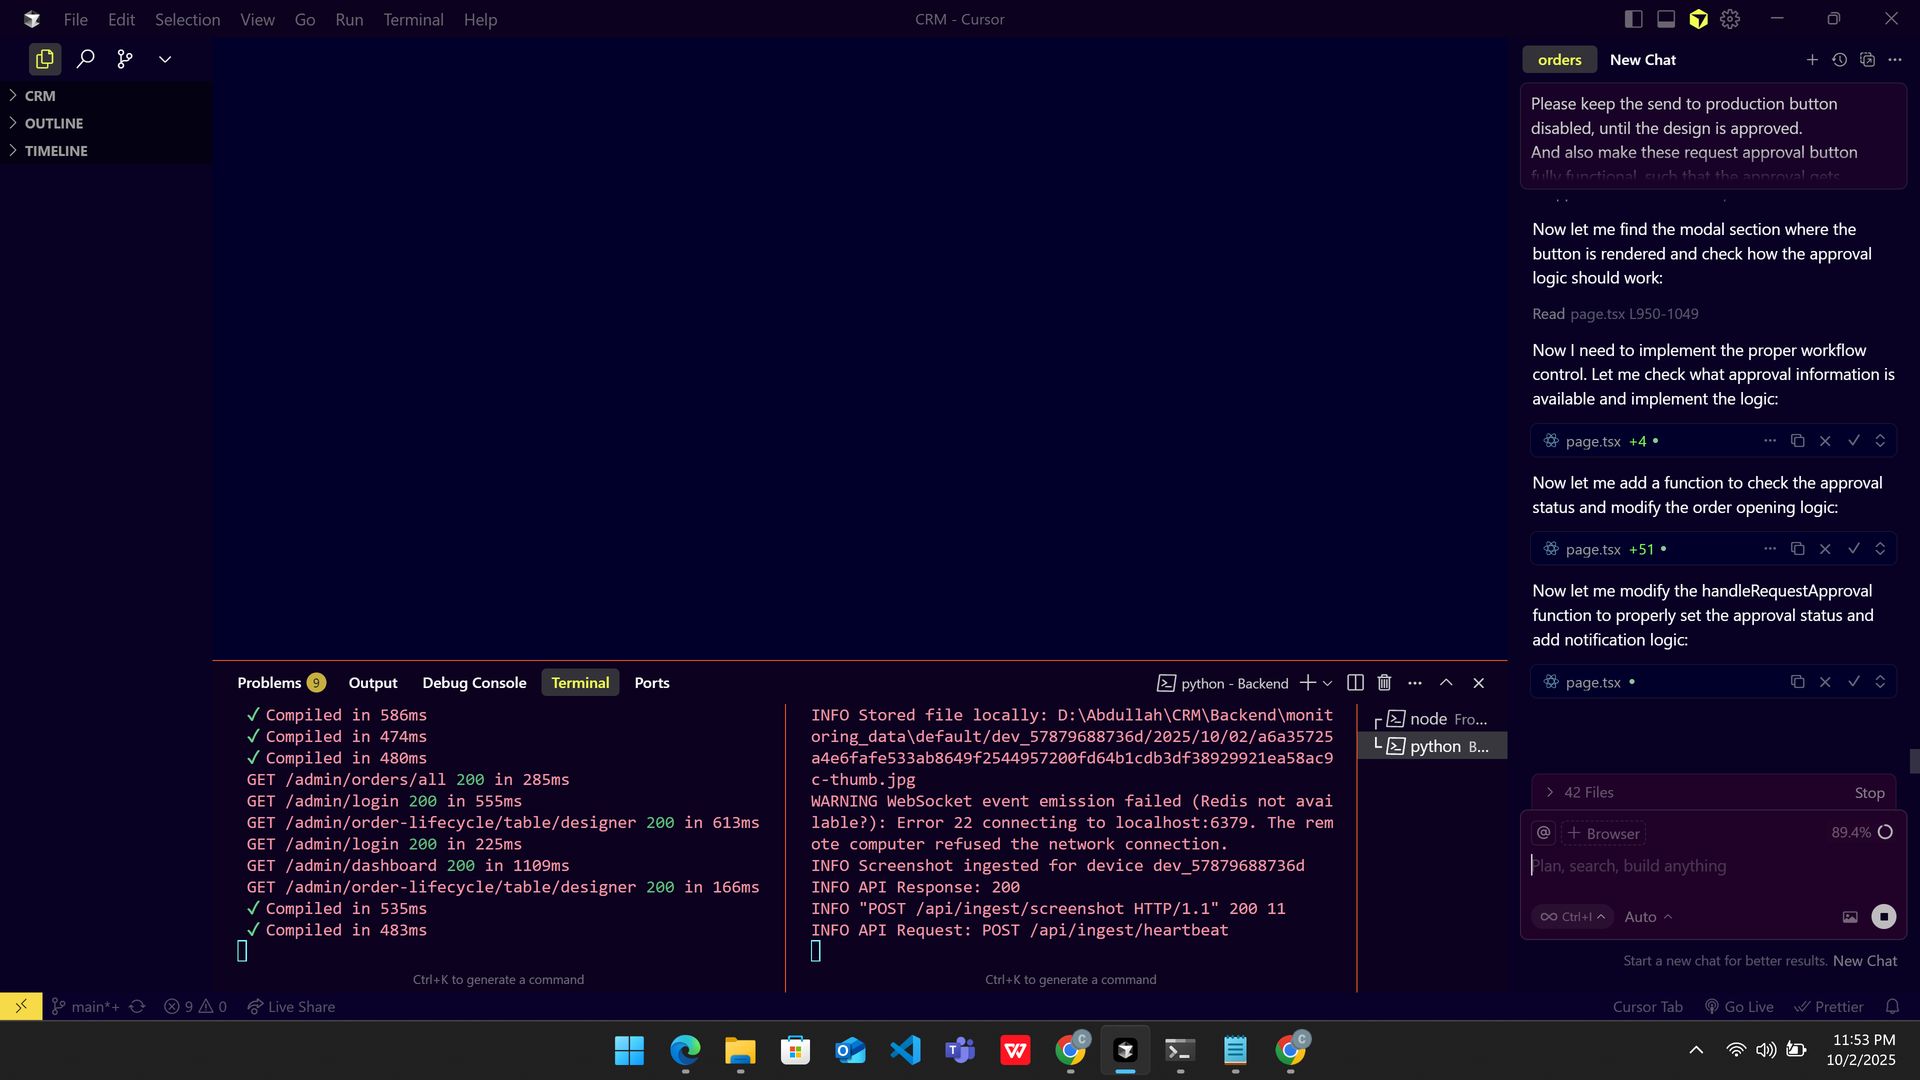 File Edit Selection View Go Run Terminal Help
CRM - Cursor
CRM
OUTLINE
TIMELINE
orders New Chat
Please keep the send to production button
disabled, until the design is approved.
And also make these request approval button
fully functional, such that the approval gets
Now let me find the modal section where the
button is rendered and check how the approval
logic should work:
Read page.tsx L950-1049
Now I need to implement the proper workflow
control. Let me check what approval information is
available and implement the logic:
page.tsx +4 •
Now let me add a function to check the approval
status and modify the order opening logic:
page.tsx +51 •
Now let me modify the handleRequestApproval
function to properly set the approval status and
add notification logic:
page.tsx •
42 Files Stop
@ + Browser 89.4%
Plan, search, build anything
∞ Ctrl+I Auto
Start a new chat for better results. New Chat
Problems 9 Output Debug Console Terminal Ports
python - Backend
✓ Compiled in 586ms
✓ Compiled in 474ms
✓ Compiled in 480ms
GET /admin/orders/all 200 in 285ms
GET /admin/login 200 in 555ms
GET /admin/order-lifecycle/table/designer 200 in 613ms
GET /admin/login 200 in 225ms
GET /admin/dashboard 200 in 1109ms
GET /admin/order-lifecycle/table/designer 200 in 166ms
✓ Compiled in 535ms
✓ Compiled in 483ms
Ctrl+K to generate a command
INFO Stored file locally: D:\Abdullah\CRM\Backend\monit
oring_data\default/dev_57879688736d/2025/10/02/a6a35725
a4e6fafe533ab8649f2544957200fd64b1cdb3df38929921ea58ac9
c-thumb.jpg
WARNING WebSocket event emission failed (Redis not avai
lable?): Error 22 connecting to localhost:6379. The rem
ote computer refused the network connection.
INFO Screenshot ingested for device dev_57879688736d
INFO API Response: 200
INFO "POST /api/ingest/screenshot HTTP/1.1" 200 11
INFO API Request: POST /api/ingest/heartbeat
Ctrl+K to generate a command
node Fro...
python B...
main*+ 9 0 Live Share
Cursor Tab Go Live Prettier
11:53 PM
10/2/2025